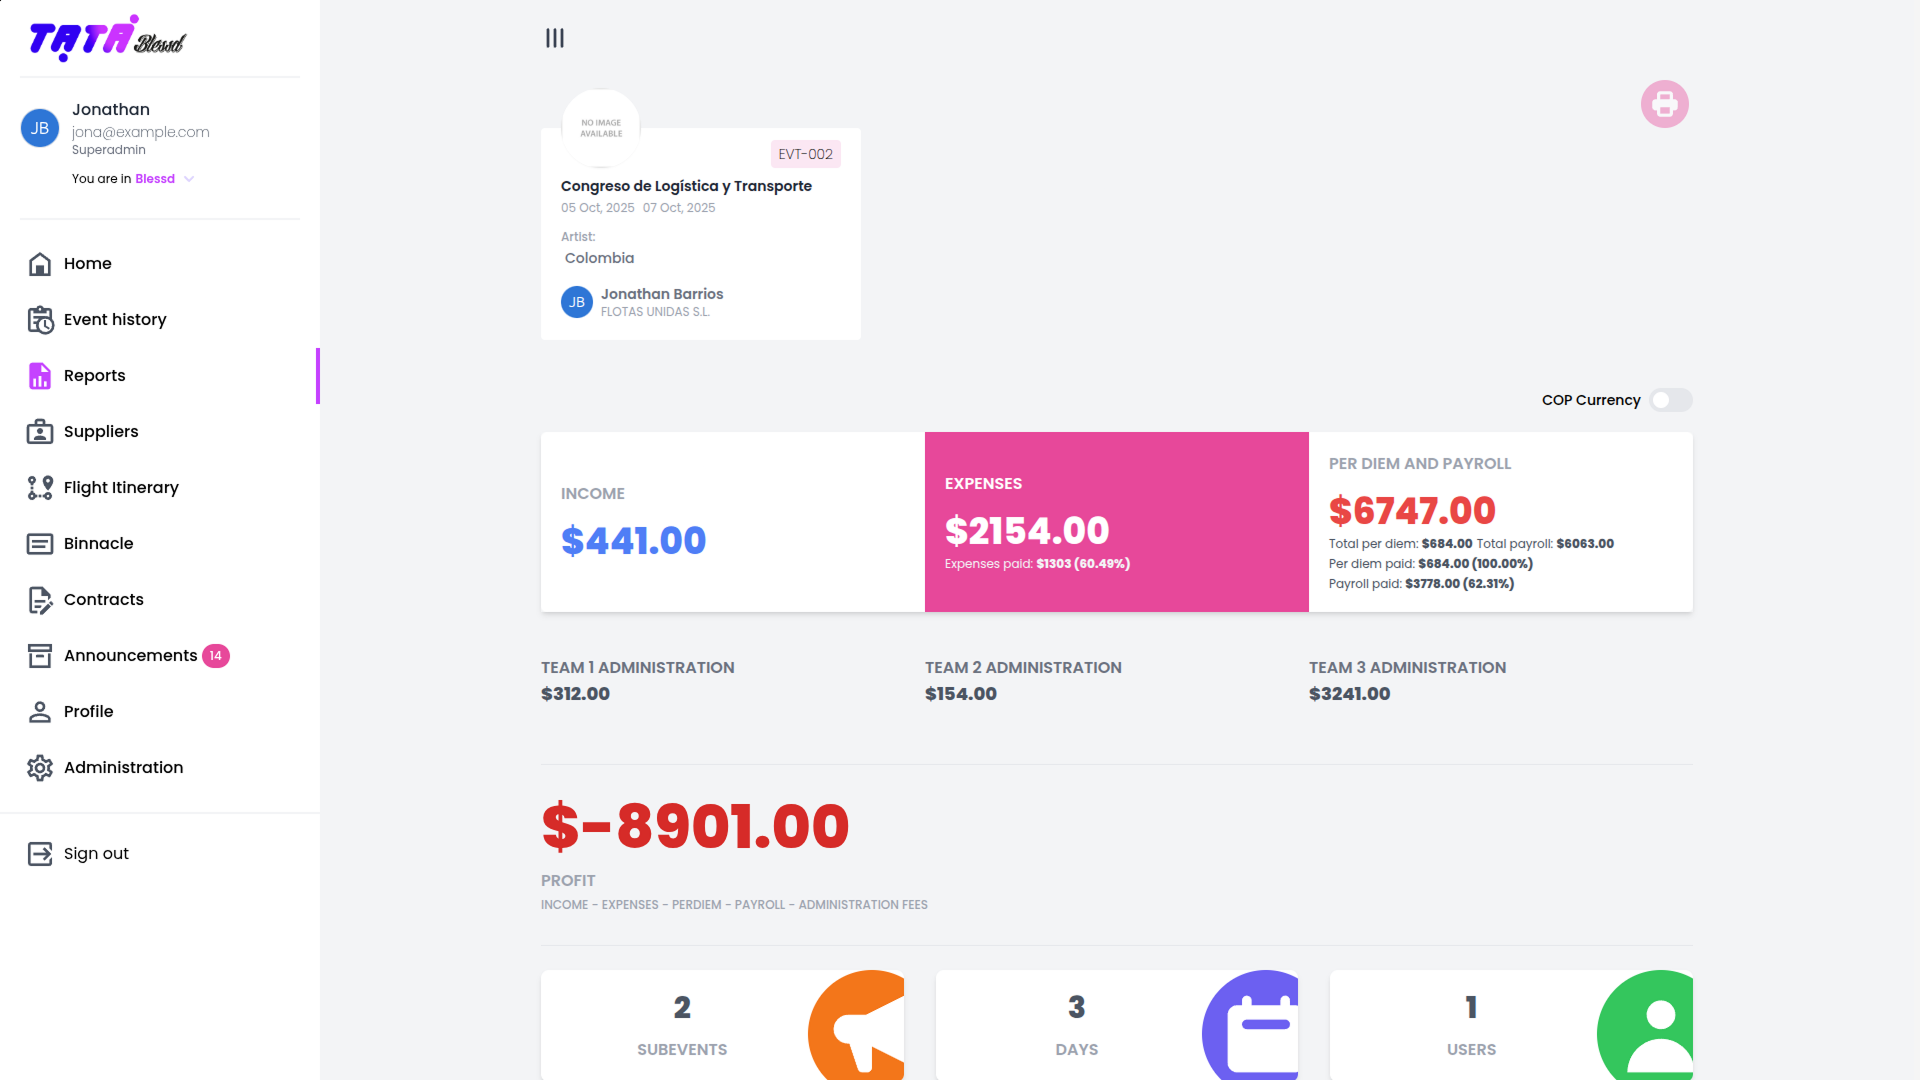 TATA Blessd
JB
Jonathan
jona@example.com
Superadmin
You are in Blessd
Home
Event history
Reports
Suppliers
Flight Itinerary
Binnacle
Contracts
Announcements 14
Profile
Administration
Sign out
NO IMAGE
AVAILABLE
EVT-002
Congreso de Logística y Transporte
05 Oct, 2025 07 Oct, 2025
Artist:
Colombia
JB
Jonathan Barrios
FLOTAS UNIDAS S.L.
COP Currency
INCOME
$441.00
EXPENSES
$2154.00
Expenses paid: $1303 (60.49%)
PER DIEM AND PAYROLL
$6747.00
Total per diem: $684.00 Total payroll: $6063.00
Per diem paid: $684.00 (100.00%)
Payroll paid: $3778.00 (62.31%)
TEAM 1 ADMINISTRATION
$312.00
TEAM 2 ADMINISTRATION
$154.00
TEAM 3 ADMINISTRATION
$3241.00
$-8901.00
PROFIT
INCOME - EXPENSES - PERDIEM - PAYROLL - ADMINISTRATION FEES
2
SUBEVENTS
3
DAYS
1
USERS